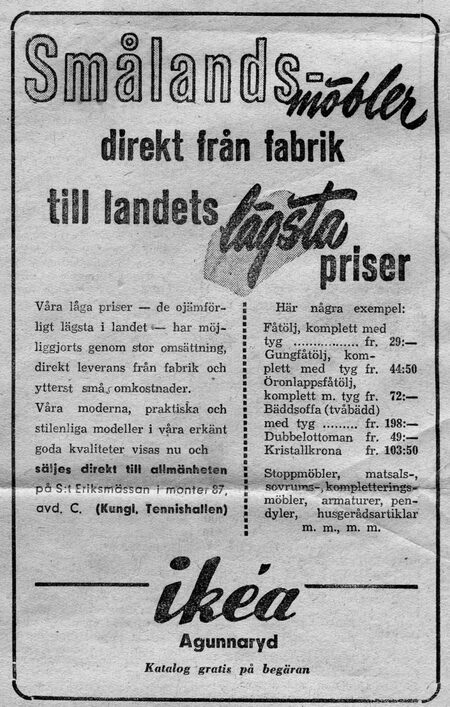 Smålands-
möbler
direkt från fabrik
till landets lägsta
priser
Våra låga priser — de ojämför-
ligt lägsta i landet — har möj-
liggjorts genom stor omsättning,
direkt leverans från fabrik och
ytterst små omkostnader.
Våra moderna, praktiska och
stilenliga modeller i våra erkänt
goda kvaliteter visas nu och
säljes direkt till allmänheten
på S:t Eriksmässan i monter 87,
avd. C. (Kungl. Tennishallen)
Här några exempel:
Fåtölj, komplett med
tyg .................. fr. 29:—
Gungfåtölj, kom-
plett med tyg fr. 44:50
Öronlappsfåtölj,
komplett m. tyg fr. 72:—
Bäddsoffa (tvåbädd)
med tyg ......... fr. 198:—
Dubbelottoman fr. 49:—
Kristallkrona fr. 103:50
Stoppmöbler, matsals-,
sovrums-, kompletterings-
möbler, armaturer, pen-
dyler, husgerådsartiklar
m. m., m. m.
ikéa
Agunnaryd
Katalog gratis på begäran